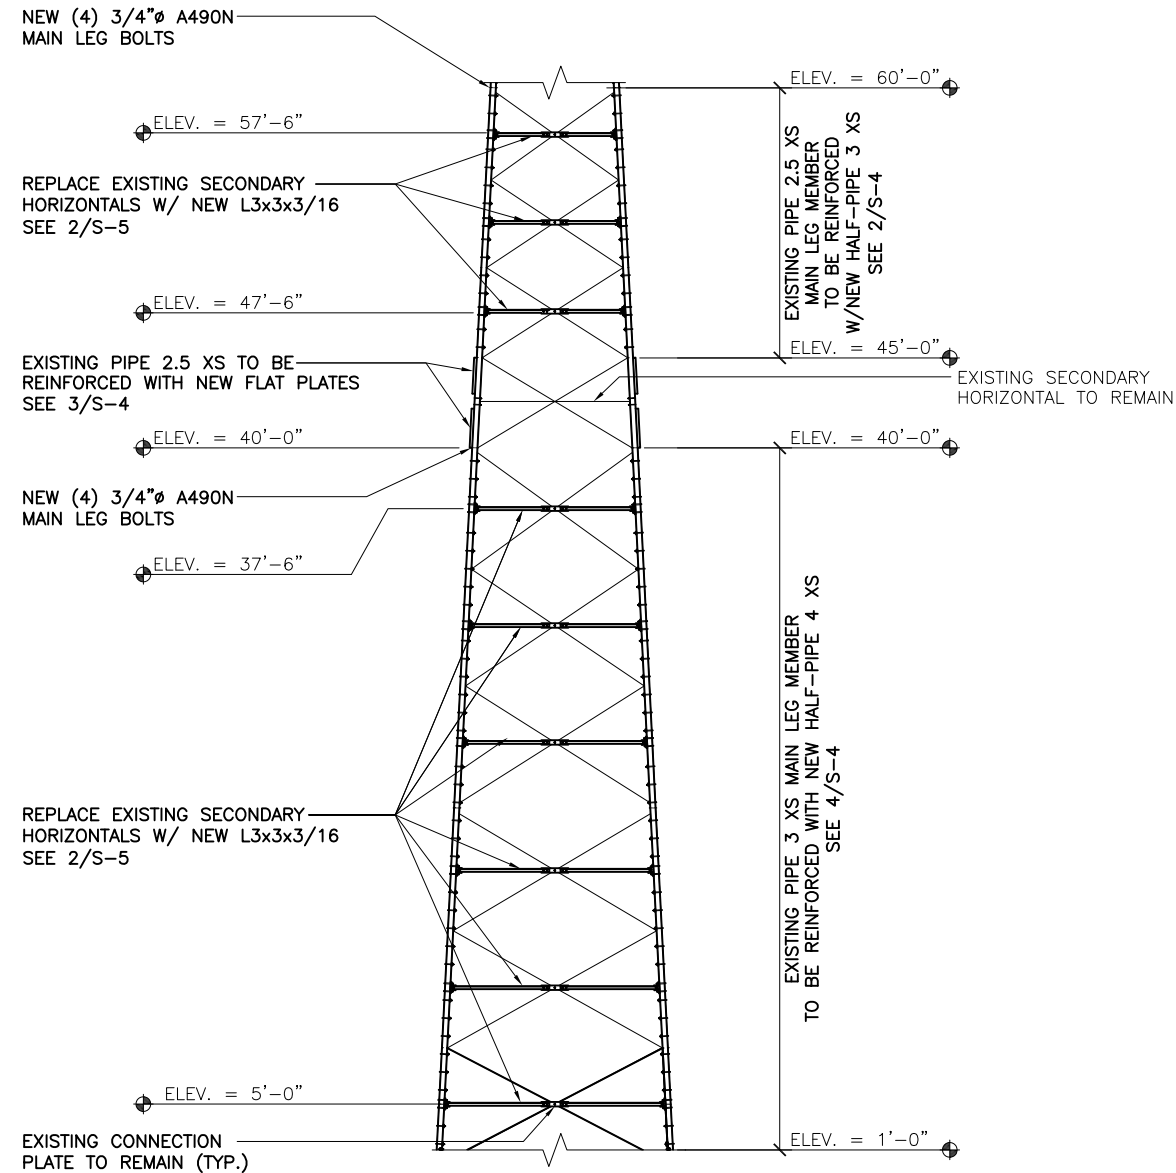 NEW (4) 3/4"ø A490N
MAIN LEG BOLTS
ELEV. = 60'-0"
ELEV. = 57'-6"
REPLACE EXISTING SECONDARY
HORIZONTALS W/ NEW L3x3x3/16
SEE 2/S-5
EXISTING PIPE 2.5 XS
MAIN LEG MEMBER
TO BE REINFORCED
W/NEW HALF-PIPE 3 XS
SEE 2/S-4
ELEV. = 47'-6"
ELEV. = 45'-0"
EXISTING PIPE 2.5 XS TO BE
REINFORCED WITH NEW FLAT PLATES
SEE 3/S-4
EXISTING SECONDARY
HORIZONTAL TO REMAIN
ELEV. = 40'-0"
ELEV. = 40'-0"
NEW (4) 3/4"ø A490N
MAIN LEG BOLTS
ELEV. = 37'-6"
EXISTING PIPE 3 XS MAIN LEG MEMBER
TO BE REINFORCED WITH NEW HALF-PIPE 4 XS
SEE 4/S-4
REPLACE EXISTING SECONDARY
HORIZONTALS W/ NEW L3x3x3/16
SEE 2/S-5
ELEV. = 5'-0"
EXISTING CONNECTION
PLATE TO REMAIN (TYP.)
ELEV. = 1'-0"